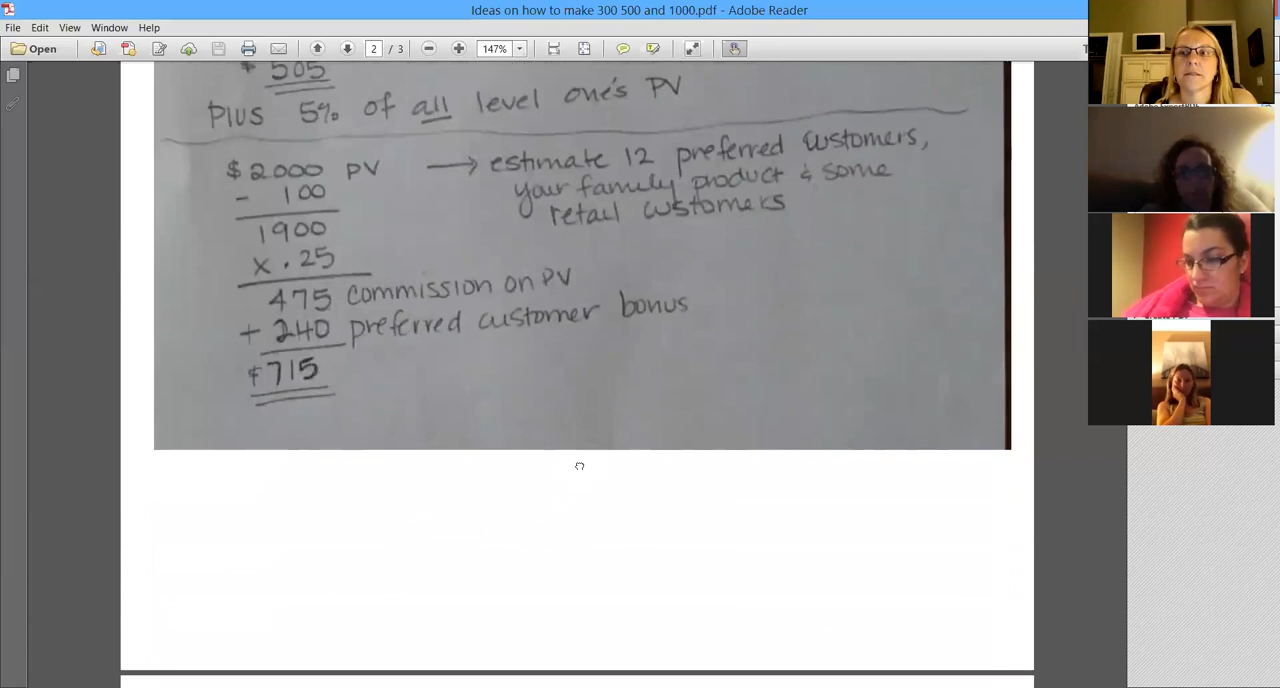 Ideas on how to make 300 500 and 1000.pdf - Adobe Reader
File Edit View Window Help
Open 2 / 3 147%
$ 505
Plus 5% of all level one's PV
$2000 PV → estimate 12 preferred customers,
- 100 your family product & some
1900 retail customers
x .25
475 commission on PV
+ 240 preferred customer bonus
$715